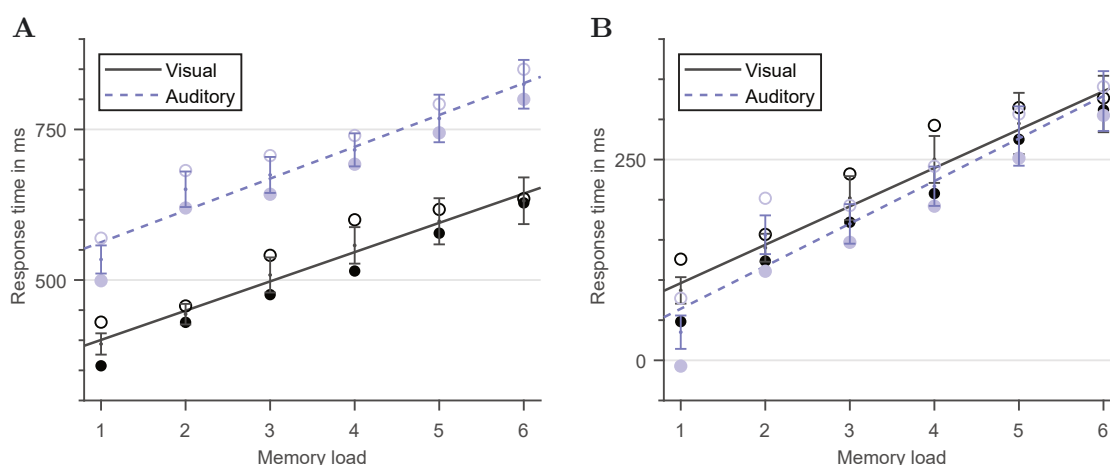 A
Response time in ms
750
500
Visual
Auditory
1 2 3 4 5 6
Memory load
B
Response time in ms
250
0
Visual
Auditory
1 2 3 4 5 6
Memory load